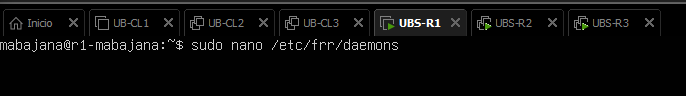 Inicio UB-CL1 UB-CL2 UB-CL3 UBS-R1 UBS-R2 UBS-R3
mabajana@r1-mabajana:~$ sudo nano /etc/frr/daemons